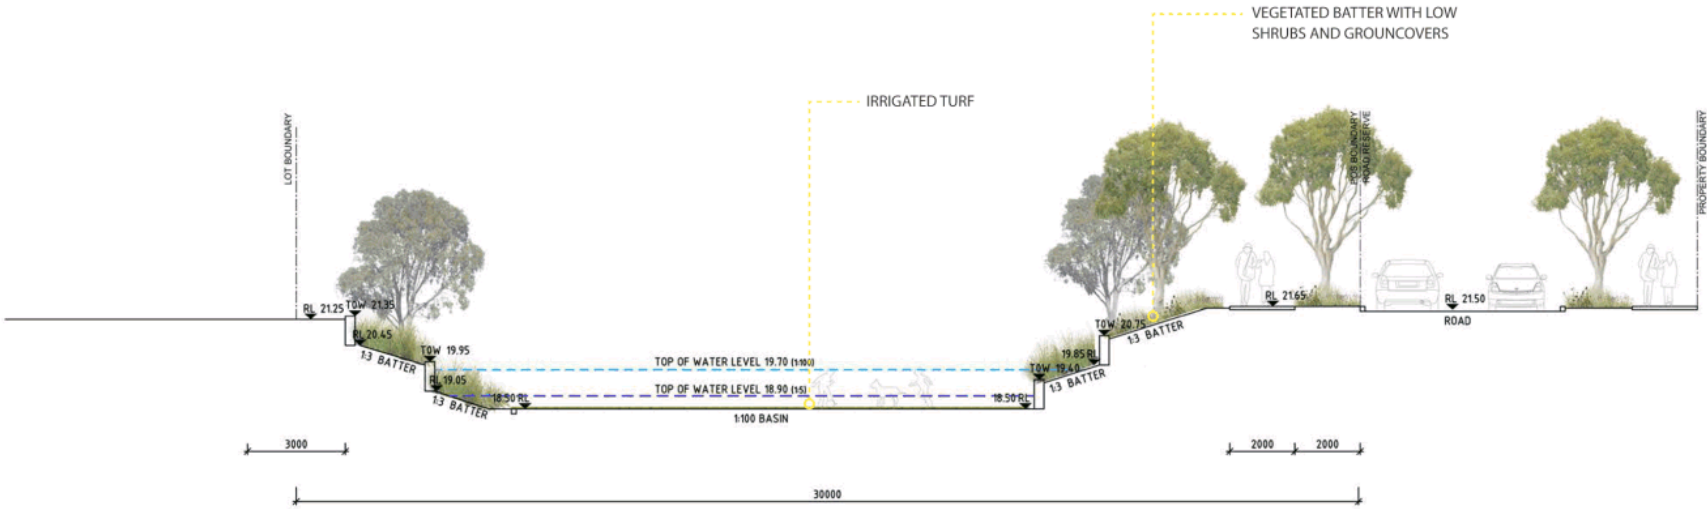 VEGETATED BATTER WITH LOW
SHRUBS AND GROUNCOVERS
IRRIGATED TURF
LOT BOUNDARY
POS BOUNDARY
ROAD RESERVE
PROPERTY BOUNDARY
RL 21.25
TOW 21.35
RL 20.45
1:3 BATTER
TOW 19.95
RL 19.05
1:3 BATTER
18.50 RL
TOP OF WATER LEVEL 19.70 (1:100)
TOP OF WATER LEVEL 18.90 (1:5)
1:100 BASIN
18.50 RL
TOW 19.40
19.85 RL
1:3 BATTER
TOW 20.75
1:3 BATTER
RL 21.65
RL 21.50
ROAD
3000
2000
2000
30000